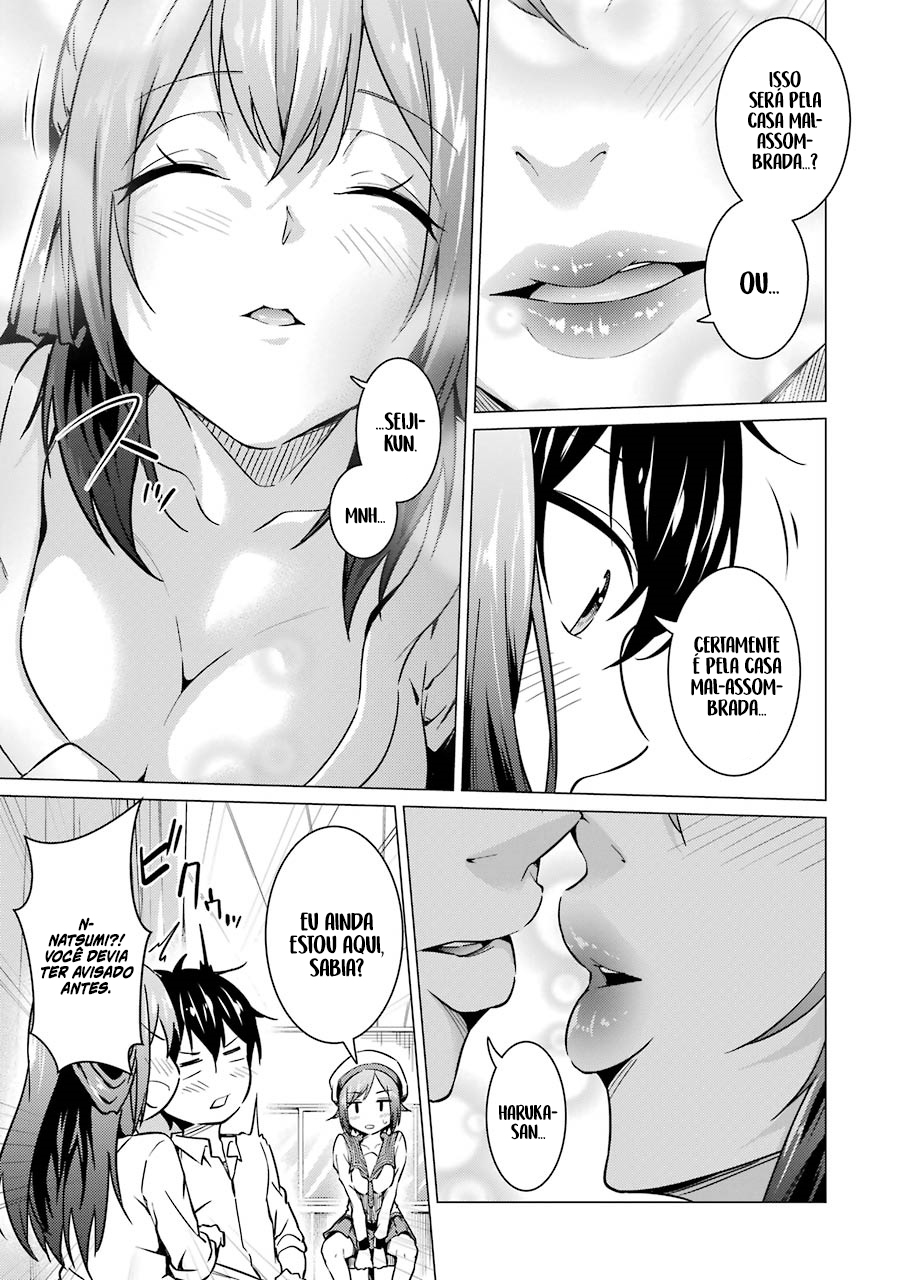 ISSO
SERÁ PELA
CASA MAL-
ASSOM-
BRADA...?
OU...
...SEIJI-
KUN.
MNH...
CERTAMENTE
É PELA CASA
MAL-ASSOM-
BRADA...
HARUKA-
SAN...
EU AINDA
ESTOU AQUI,
SABIA?
N-
NATSUMI?!
VOCÊ DEVIA
TER AVISADO
ANTES.